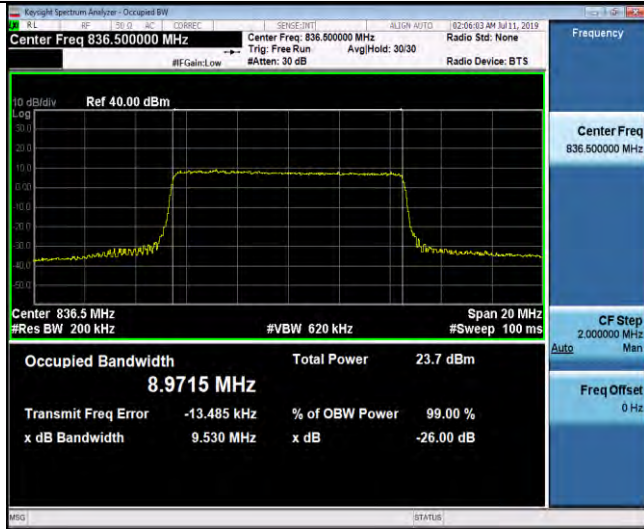 Keysight Spectrum Analyzer - Occupied BW
RL RF 50 Ω AC CORREC SENSE:INT ALIGN AUTO 02:06:03 AM Jul 11, 2019
Center Freq 836.500000 MHz
Center Freq: 836.500000 MHz Radio Std: None
Trig: Free Run Avg|Hold: 30/30
#IFGain:Low #Atten: 30 dB Radio Device: BTS
Frequency
10 dB/div Ref 40.00 dBm
Log
30.0
20.0
10.0
0.00
-10.0
-20.0
-30.0
-40.0
-50.0
Center Freq
836.500000 MHz
Center 836.5 MHz Span 20 MHz
#Res BW 200 kHz #VBW 620 kHz #Sweep 100 ms
CF Step
2.000000 MHz
Auto Man
Occupied Bandwidth Total Power 23.7 dBm
8.9715 MHz
Freq Offset
0 Hz
Transmit Freq Error -13.485 kHz % of OBW Power 99.00 %
x dB Bandwidth 9.530 MHz x dB -26.00 dB
MSG STATUS